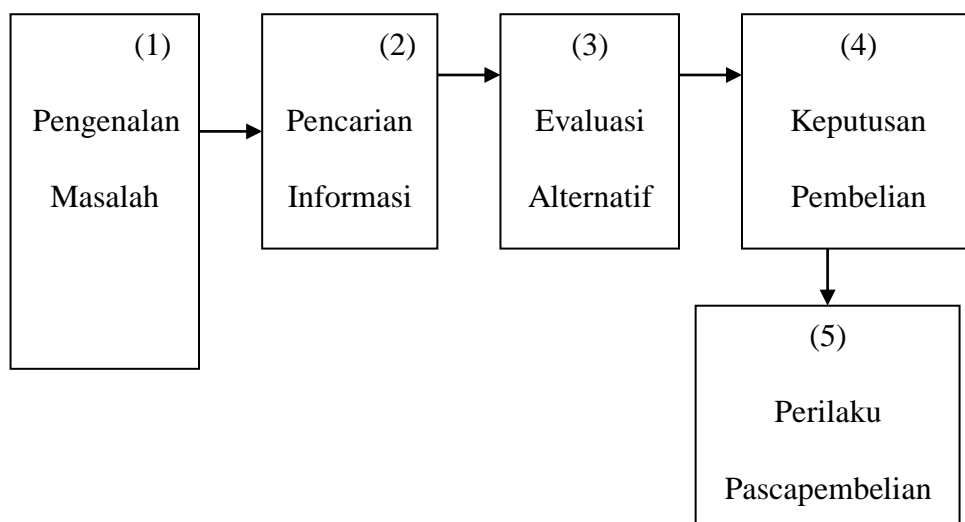 (1)
Pengenalan
Masalah
(2)
Pencarian
Informasi
(3)
Evaluasi
Alternatif
(4)
Keputusan
Pembelian
(5)
Perilaku
Pascapembelian